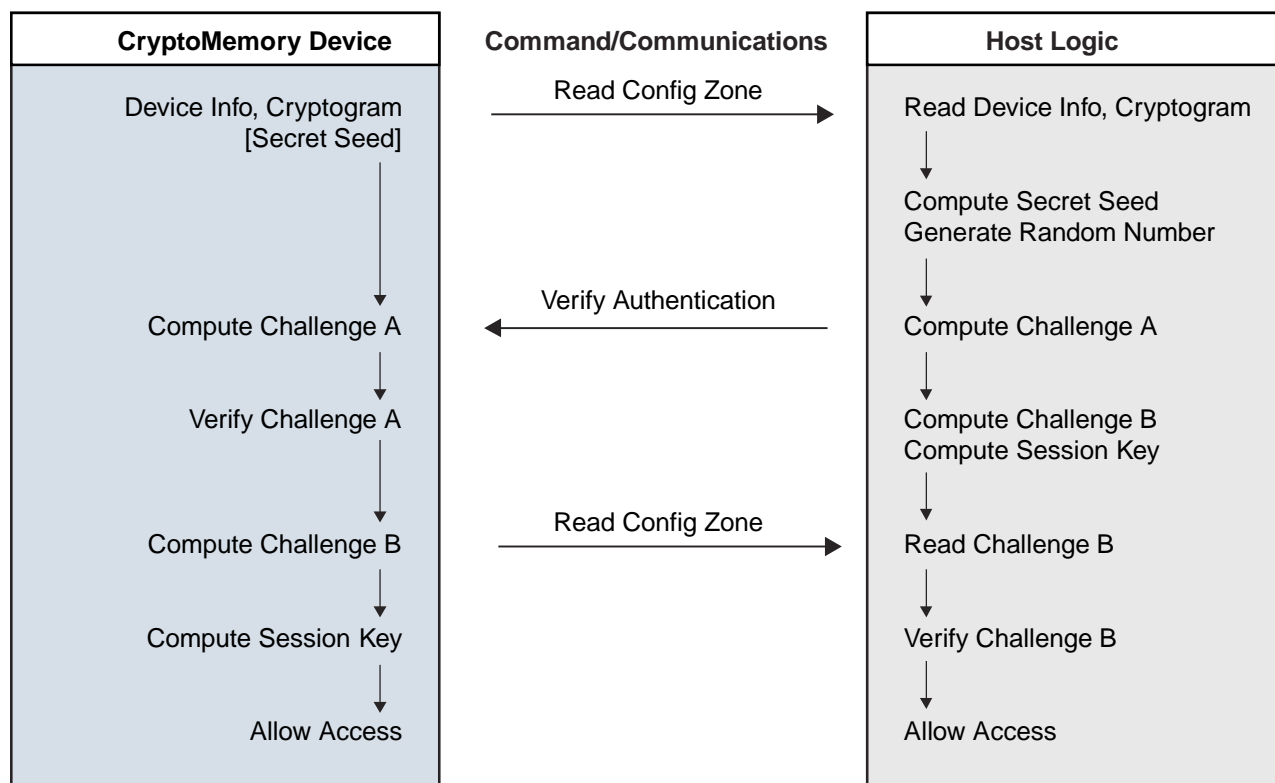 CryptoMemory Device
Command/Communications
Host Logic
Device Info, Cryptogram
[Secret Seed]
Read Config Zone
Read Device Info, Cryptogram
Compute Secret Seed
Generate Random Number
Compute Challenge A
Verify Authentication
Compute Challenge A
Verify Challenge A
Compute Challenge B
Compute Session Key
Compute Challenge B
Read Config Zone
Read Challenge B
Compute Session Key
Verify Challenge B
Allow Access
Allow Access